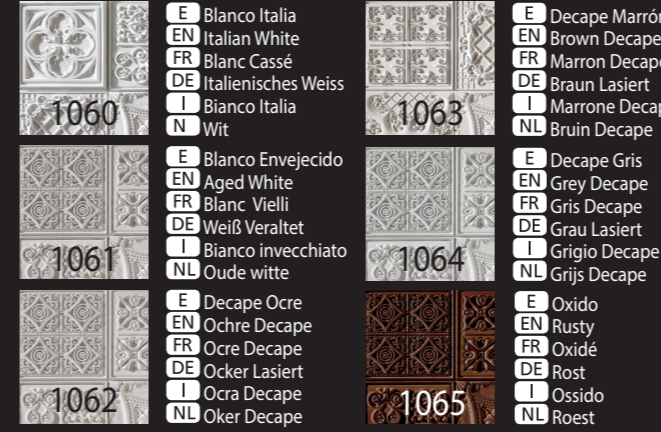 1060
E Blanco Italia
EN Italian White
FR Blanc Cassé
DE Italienisches Weiss
I Bianco Italia
N Wit
1061
E Blanco Envejecido
EN Aged White
FR Blanc Vielli
DE Weiß Veraltet
I Bianco invecchiato
NL Oude witte
1062
E Decape Ocre
EN Ochre Decape
FR Ocre Decape
DE Ocker Lasiert
I Ocra Decape
NL Oker Decape
1063
E Decape Marrón
EN Brown Decape
FR Marron Decape
DE Braun Lasiert
I Marrone Decap
NL Bruin Decape
1064
E Decape Gris
EN Grey Decape
FR Gris Decape
DE Grau Lasiert
I Grigio Decape
NL Grijs Decape
1065
E Oxido
EN Rusty
FR Oxidé
DE Rost
I Ossido
NL Roest